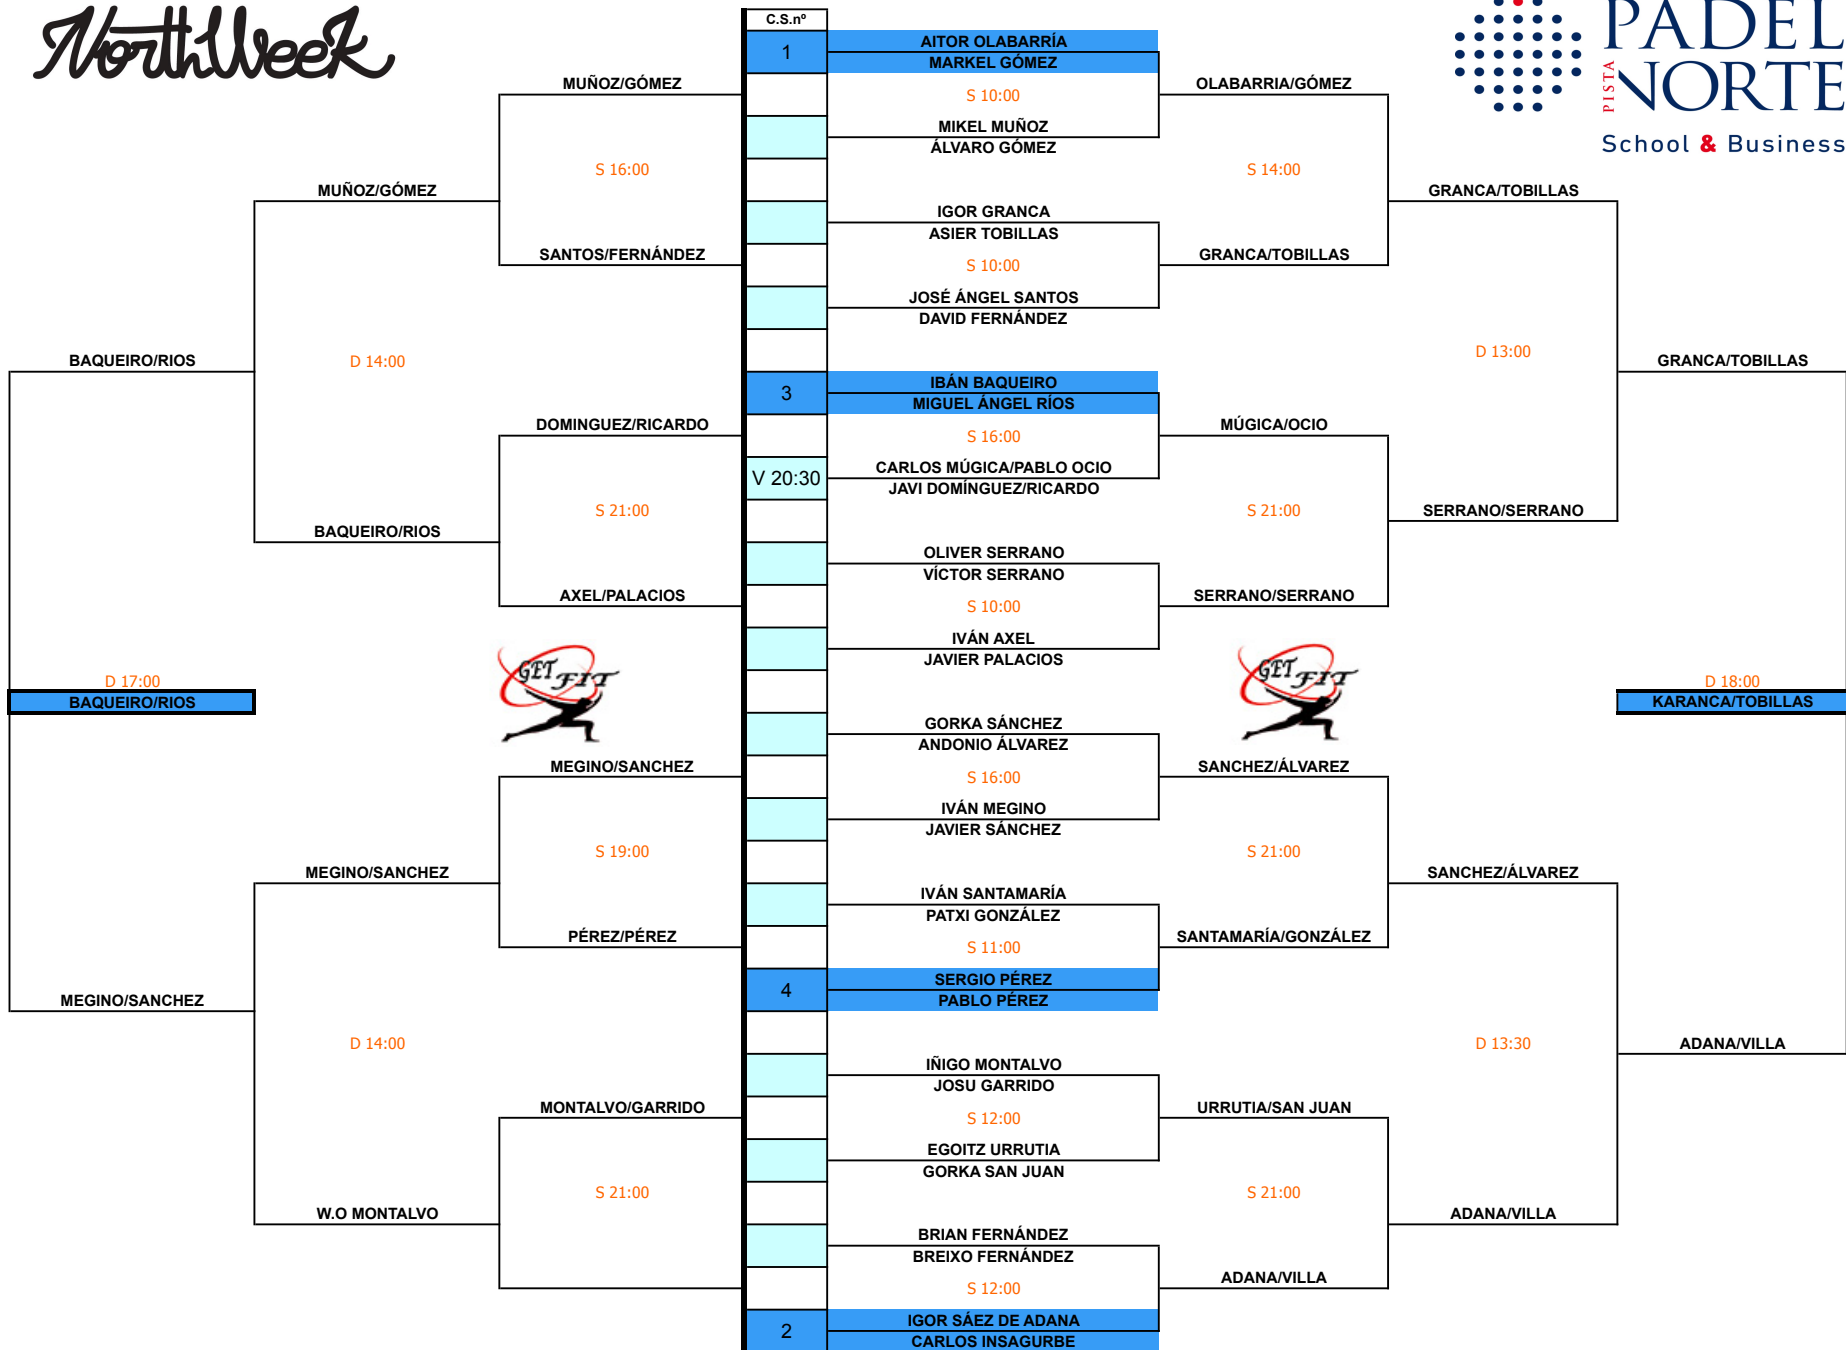 NorthWeek
C.S.nº
PADEL
PISTA NORTE
School & Business
1
AITOR OLABARRÍA
MARKEL GÓMEZ
MUÑOZ/GÓMEZ
S 10:00
OLABARRIA/GÓMEZ
MIKEL MUÑOZ
ÁLVARO GÓMEZ
S 16:00
S 14:00
MUÑOZ/GÓMEZ
GRANCA/TOBILLAS
IGOR GRANCA
ASIER TOBILLAS
SANTOS/FERNÁNDEZ
S 10:00
GRANCA/TOBILLAS
JOSÉ ÁNGEL SANTOS
DAVID FERNÁNDEZ
BAQUEIRO/RIOS
D 14:00
D 13:00
GRANCA/TOBILLAS
3
IBÁN BAQUEIRO
MIGUEL ÁNGEL RÍOS
DOMINGUEZ/RICARDO
S 16:00
MÚGICA/OCIO
V 20:30
CARLOS MÚGICA/PABLO OCIO
JAVI DOMÍNGUEZ/RICARDO
S 21:00
S 21:00
BAQUEIRO/RIOS
SERRANO/SERRANO
OLIVER SERRANO
VÍCTOR SERRANO
AXEL/PALACIOS
S 10:00
SERRANO/SERRANO
IVÁN AXEL
JAVIER PALACIOS
GET FIT
GET FIT
D 17:00
BAQUEIRO/RIOS
D 18:00
KARANCA/TOBILLAS
GORKA SÁNCHEZ
ANDONIO ÁLVAREZ
MEGINO/SANCHEZ
S 16:00
SANCHEZ/ÁLVAREZ
IVÁN MEGINO
JAVIER SÁNCHEZ
S 19:00
S 21:00
MEGINO/SANCHEZ
SANCHEZ/ÁLVAREZ
IVÁN SANTAMARÍA
PATXI GONZÁLEZ
PÉREZ/PÉREZ
S 11:00
SANTAMARÍA/GONZÁLEZ
4
SERGIO PÉREZ
PABLO PÉREZ
MEGINO/SANCHEZ
D 14:00
D 13:30
ADANA/VILLA
IÑIGO MONTALVO
JOSU GARRIDO
MONTALVO/GARRIDO
S 12:00
URRUTIA/SAN JUAN
EGOITZ URRUTIA
GORKA SAN JUAN
S 21:00
S 21:00
W.O MONTALVO
ADANA/VILLA
BRIAN FERNÁNDEZ
BREIXO FERNÁNDEZ
S 12:00
ADANA/VILLA
2
IGOR SÁEZ DE ADANA
CARLOS INSAGURBE